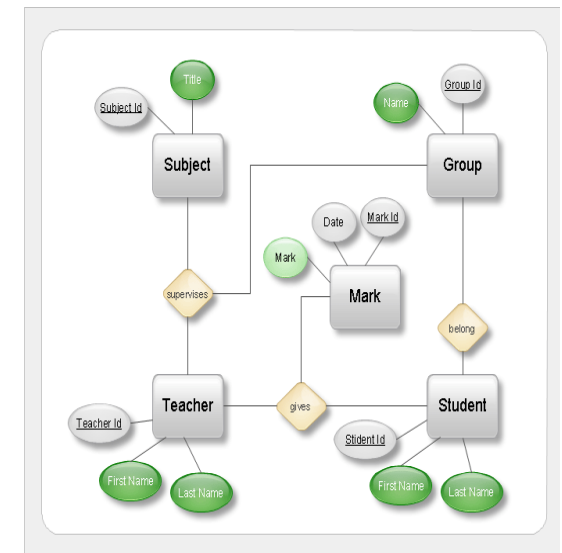 Title
Subject Id
Group Id
Name
Subject
Group
Date
Mark Id
Mark
Mark
supervises
belong
Teacher
gives
Student
Teacher Id
Stident Id
First Name
Last Name
First Name
Last Name